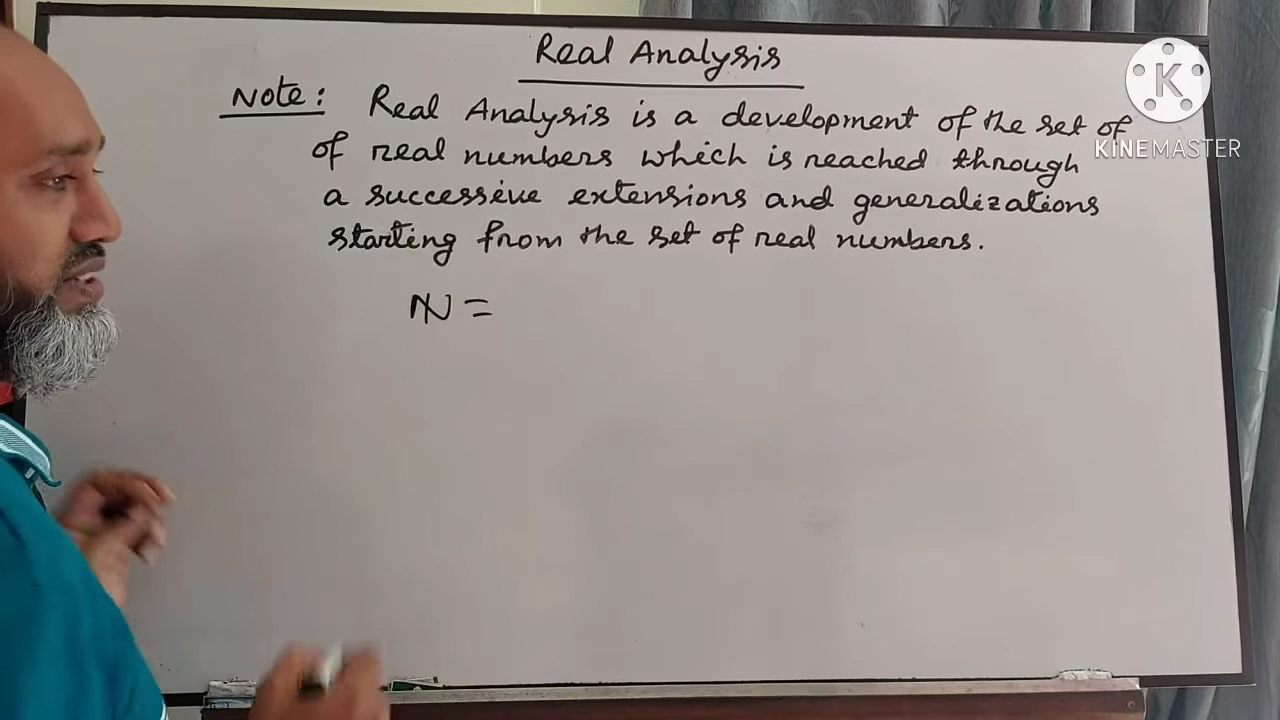 Real Analysis
Note: Real Analysis is a development of the set of
of real numbers which is reached through
a successive extensions and generalizations
starting from the set of real numbers.
ℕ =
K
KINEMASTER